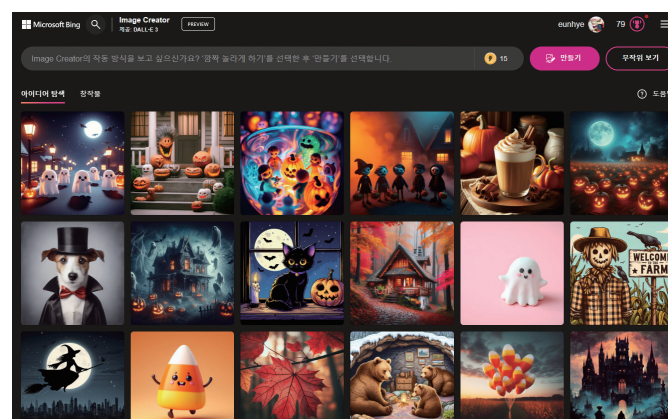 Microsoft Bing
Image Creator
제공: DALL·E 3
PREVIEW
eunhye
79
Image Creator의 작동 방식을 보고 싶으신가요? '깜짝 놀라게 하기'를 선택한 후 '만들기'를 선택합니다.
15
만들기
무작위 보기
아이디어 탐색
창작물
도움말
WELCOME
FARM